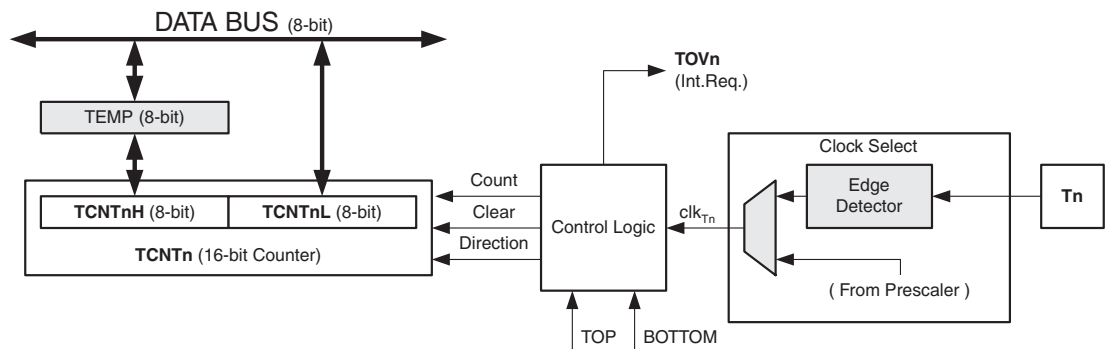 DATA BUS (8-bit)
TOVn
(Int.Req.)
TEMP (8-bit)
Clock Select
Count
Edge
Detector
Tn
TCNTnH (8-bit) TCNTnL (8-bit)
Clear
Control Logic
clkTn
TCNTn (16-bit Counter)
Direction
( From Prescaler )
TOP
BOTTOM